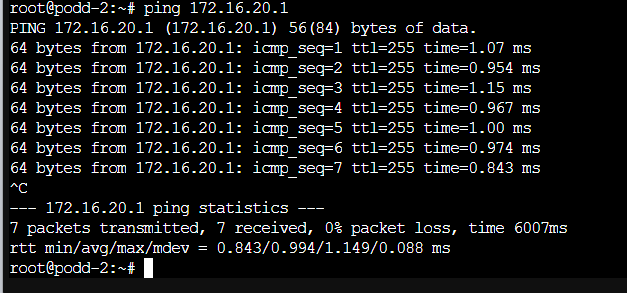 root@podd-2:~# ping 172.16.20.1
PING 172.16.20.1 (172.16.20.1) 56(84) bytes of data.
64 bytes from 172.16.20.1: icmp_seq=1 ttl=255 time=1.07 ms
64 bytes from 172.16.20.1: icmp_seq=2 ttl=255 time=0.954 ms
64 bytes from 172.16.20.1: icmp_seq=3 ttl=255 time=1.15 ms
64 bytes from 172.16.20.1: icmp_seq=4 ttl=255 time=0.967 ms
64 bytes from 172.16.20.1: icmp_seq=5 ttl=255 time=1.00 ms
64 bytes from 172.16.20.1: icmp_seq=6 ttl=255 time=0.974 ms
64 bytes from 172.16.20.1: icmp_seq=7 ttl=255 time=0.843 ms
^C
--- 172.16.20.1 ping statistics ---
7 packets transmitted, 7 received, 0% packet loss, time 6007ms
rtt min/avg/max/mdev = 0.843/0.994/1.149/0.088 ms
root@podd-2:~#